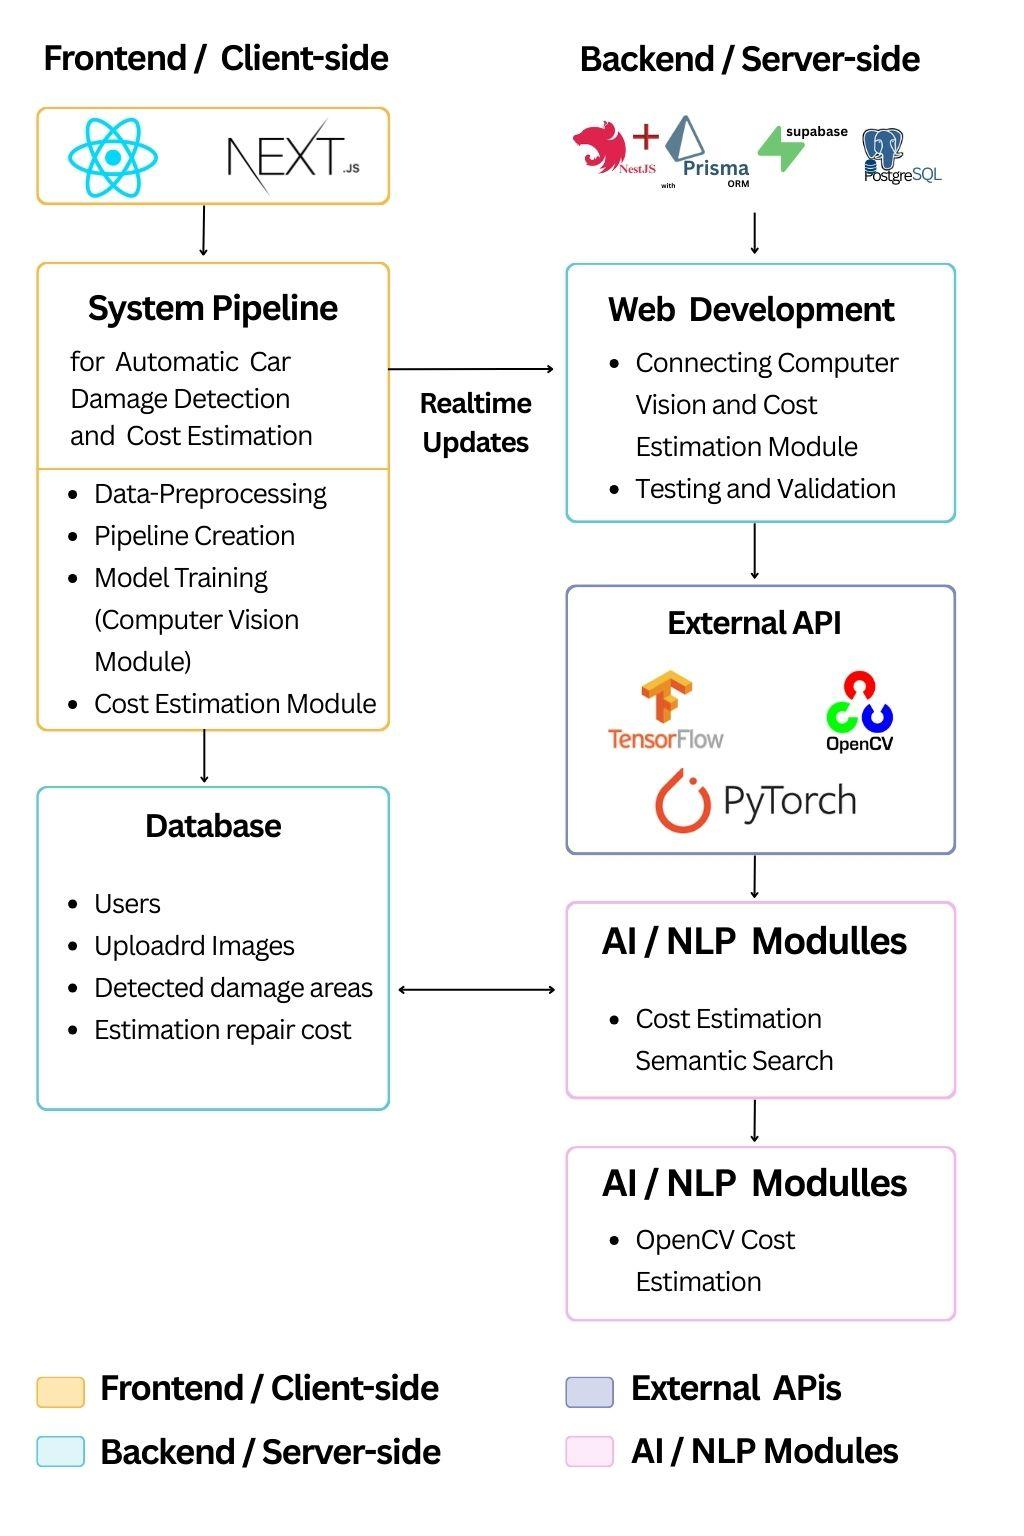 Frontend / Client-side
NEXT.JS
System Pipeline
for Automatic Car
Damage Detection
and Cost Estimation
Data-Preprocessing
Pipeline Creation
Model Training
(Computer Vision
Module)
Cost Estimation Module
Realtime
Updates
Database
Users
Uploadrd Images
Detected damage areas
Estimation repair cost
Backend / Server-side
NestJS
+
with
Prisma
ORM
supabase
PostgreSQL
Web Development
Connecting Computer
Vision and Cost
Estimation Module
Testing and Validation
External API
TensorFlow
OpenCV
PyTorch
AI / NLP Modulles
Cost Estimation
Semantic Search
AI / NLP Modulles
OpenCV Cost
Estimation
Frontend / Client-side
Backend / Server-side
External APis
AI / NLP Modules